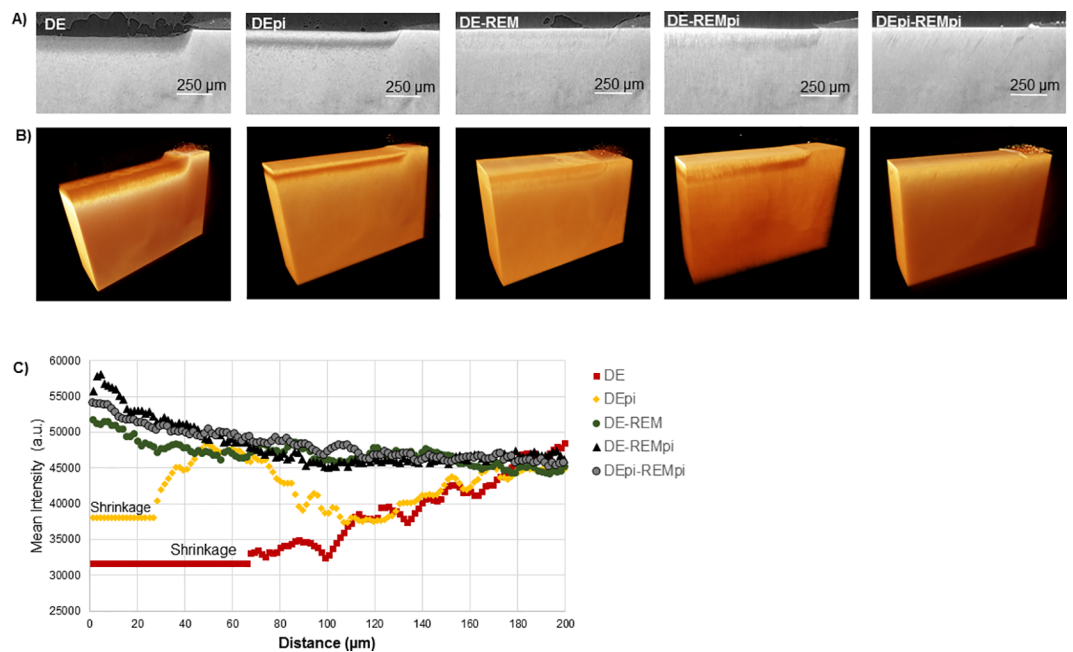 A)
DE
DEpi
DE-REM
DE-REMpi
DEpi-REMpi
250 µm
250 µm
250 µm
250 µm
250 µm
B)
C)
60000
55000
50000
45000
40000
35000
30000
25000
Mean Intensity (a.u.)
Shrinkage
Shrinkage
0
20
40
60
80
100
120
140
160
180
200
Distance (µm)
DE
DEpi
DE-REM
DE-REMpi
DEpi-REMpi